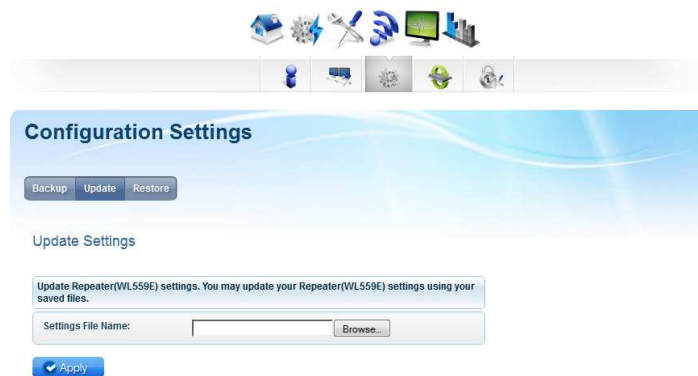 Configuration Settings
Backup Update Restore
Update Settings
Update Repeater(WL559E) settings. You may update your Repeater(WL559E) settings using your
saved files.
Settings File Name: Browse...
Apply